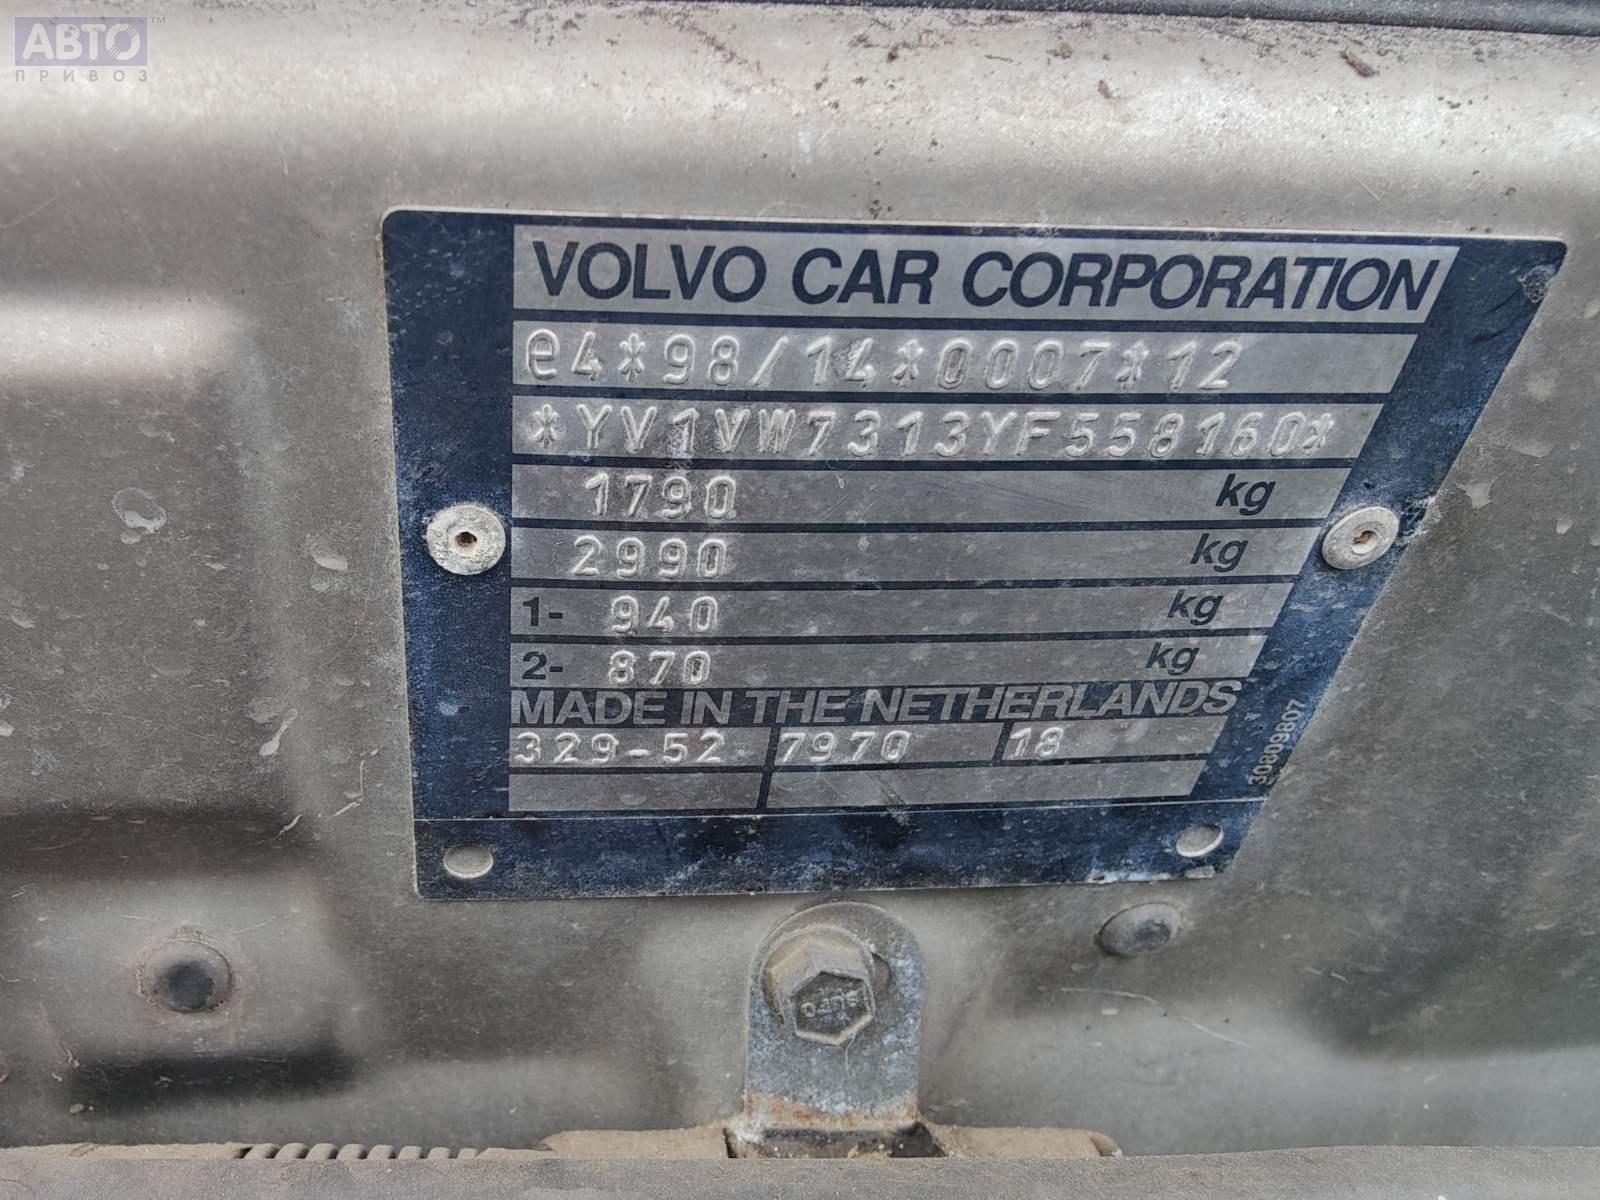 АВТО™
ПРИВОЗ
VOLVO CAR CORPORATION
e4*98/14*0007*12
*YV1VW7313YF558160*
1790 kg
2990 kg
1- 940 kg
2- 870 kg
MADE IN THE NETHERLANDS
329-52 7970 18
30809807